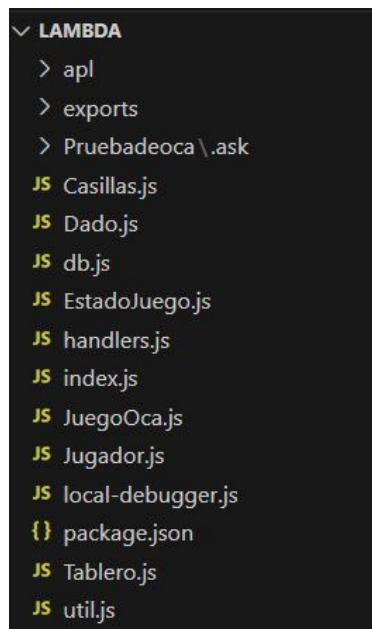 LAMBDA
apl
exports
Pruebadeoca\.ask
JS Casillas.js
JS Dado.js
JS db.js
JS EstadoJuego.js
JS handlers.js
JS index.js
JS JuegoOca.js
JS Jugador.js
JS local-debugger.js
{} package.json
JS Tablero.js
JS util.js